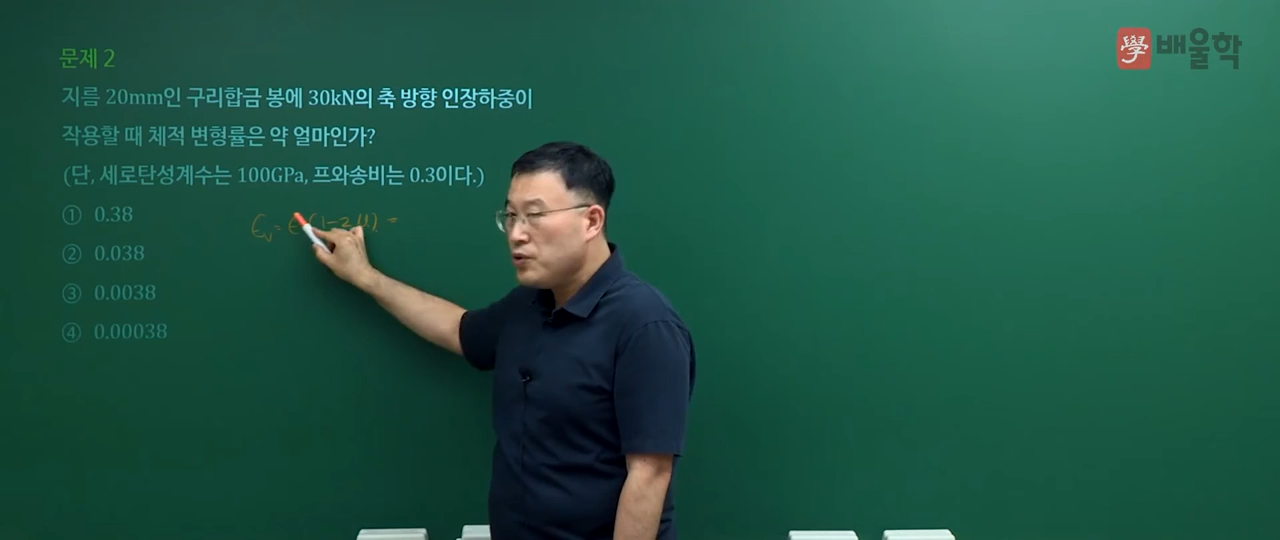 學 배울학
문제 2
지름 20mm인 구리합금 봉에 30kN의 축 방향 인장하중이
작용할 때 체적 변형률은 약 얼마인가?
(단, 세로탄성계수는 100GPa, 프와송비는 0.3이다.)
① 0.38
② 0.038
③ 0.0038
④ 0.00038